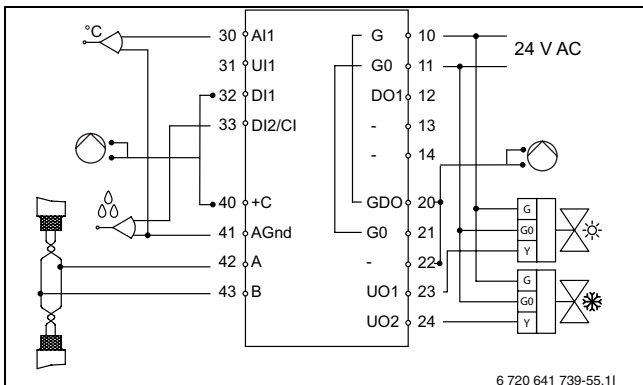 °C 30 AI1 G 10 24 V AC
31 UI1 G0 11
32 DI1 DO1 12
33 DI2/CI - 13
- 14
40 +C GDO 20
G
41 AGnd G0 21
G0
42 A - 22
Y
43 B UO1 23
G
G0
UO2 24 Y
6 720 641 739-55.1I